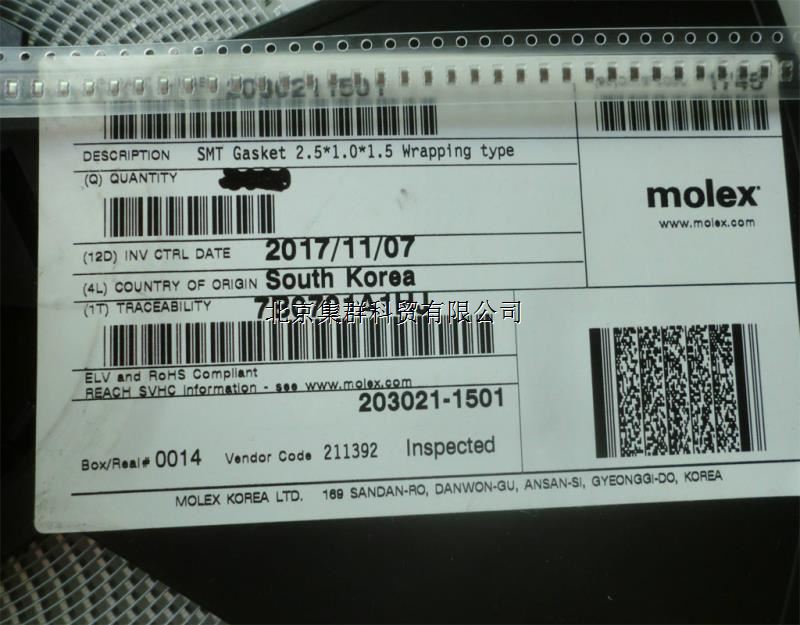 2030211501
DESCRIPTION SMT Gasket 2.5*1.0*1.5 Wrapping type
(Q) QUANTITY
molex
www.molex.com
(12D) INV CTRL DATE 2017/11/07
(4L) COUNTRY OF ORIGIN South Korea
(1T) TRACEABILITY
北京集群科贸有限公司
ELV and RoHS Compliant
REACH SVHC information - see www.molex.com
203021-1501
Box/Real# 0014 Vendor Code 211392 Inspected
MOLEX KOREA LTD. 169 SANDAN-RO, DANWON-GU, ANSAN-SI, GYEONGGI-DO, KOREA